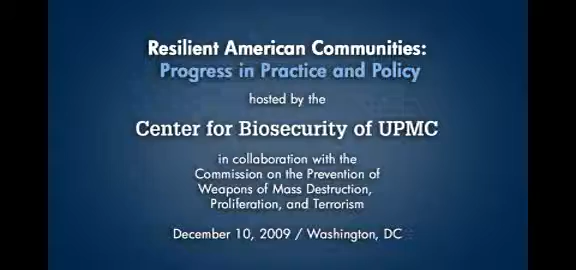 Resilient American Communities:
Progress in Practice and Policy
hosted by the
Center for Biosecurity of UPMC
in collaboration with the
Commission on the Prevention of
Weapons of Mass Destruction,
Proliferation, and Terrorism
December 10, 2009 / Washington, DC